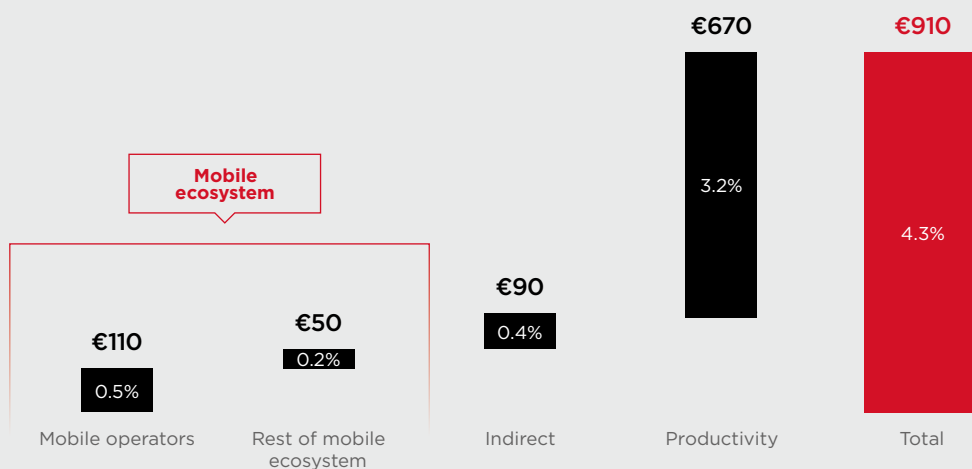 €670
€910
Mobile
ecosystem
3.2%
4.3%
€90
€50
€110
0.4%
0.2%
0.5%
Mobile operators
Rest of mobile
ecosystem
Indirect
Productivity
Total